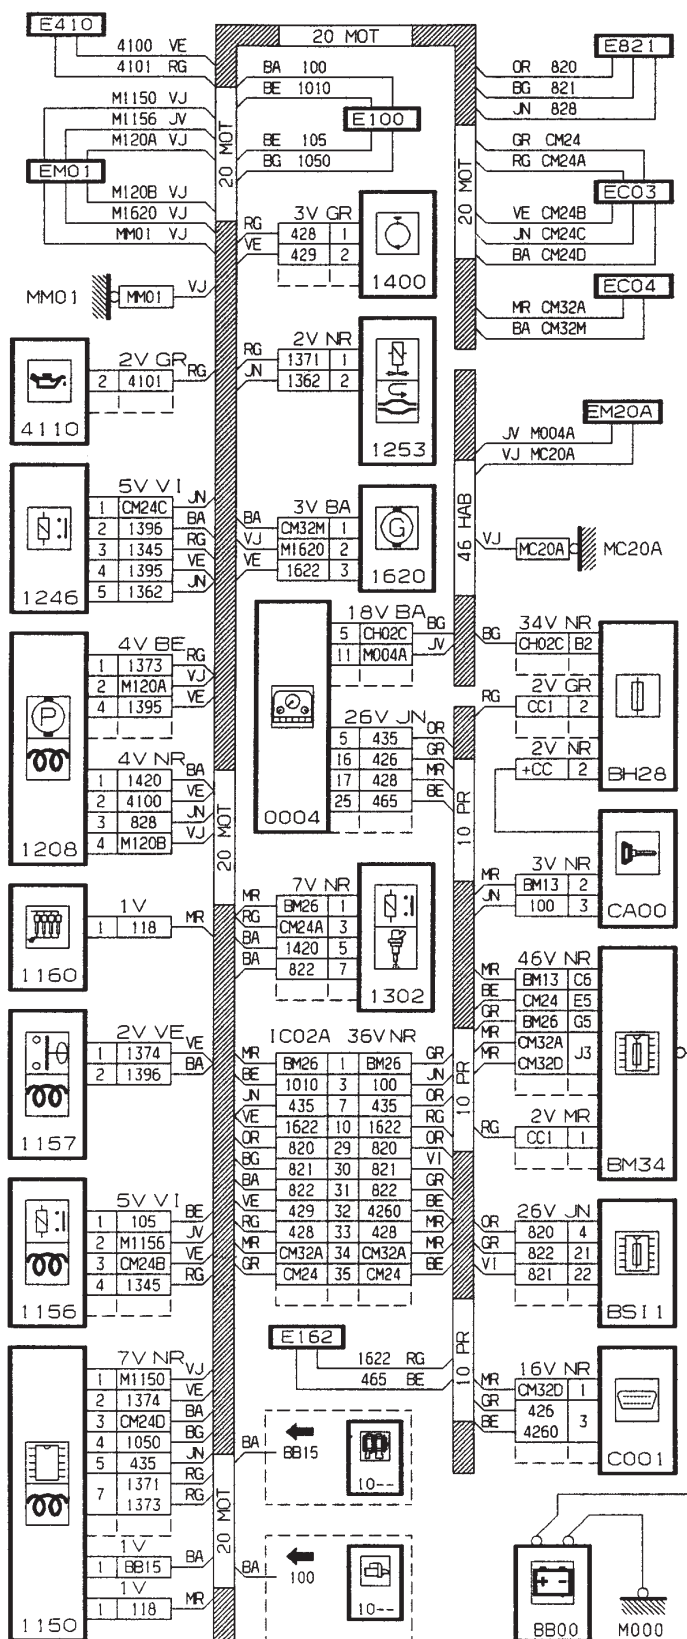 E410
4100 VE
4101 RG
M1150 VJ
M1156 JV
M120A VJ
EM01
M120B VJ
M1620 VJ
MM01 VJ
MM01
MM01 VJ
20 MOT
20 MOT
BA 100
BE 1010
E100
BE 105
BG 1050
E821
OR 820
BG 821
JN 828
20 MOT
GR CM24
RG CM24A
EC03
VE CM24B
JN CM24C
BA CM24D
EC04
MR CM32A
BA CM32M
3V GR
RG 428 1
VE 429 2
1400
2V NR
RG 1371 1
JN 1362 2
1253
3V BA
BA CM32M 1
VJ M1620 2
VE 1622 3
G
1620
2V GR
2 4101 RG
4110
5V VI
1 CM24C JN
2 1396 BA
3 1345 RG
4 1395 VE
5 1362 JN
1246
4V BE
1 1373 RG
2 M120A VJ
4 1395 VE
P
4V NR
1 1420 BA
2 4100 VE
3 828 JN
4 M120B VJ
1208
20 MOT
1V
1 118 MR
1160
2V VE
1 1374 VE
2 1396 BA
1157
5V VI
1 105 BE
2 M1156 JV
3 CM24B VE
4 1345 RG
1156
7V NR
1 M1150 VJ
2 1374 VE
3 CM24D BA
4 1050 BG
5 435 JN
7 1371 RG
1373 RG
1V
1 BB15 BA
1V
1 118 MR
1150
20 MOT
EM20A
JV M004A
VJ MC20A
46 HAB
VJ MC20A
MC20A
18V BA
5 CH02C BG
11 M004A JV
26V JN
5 435 OR
16 426 GR
17 428 MR
25 465 BE
0004
34V NR
BG CH02C B2
2V GR
RG CC1 2
2V NR
+CC 2
BH28
10 PR
3V NR
MR BM13 2
JN 100 3
CA00
7V NR
MR BM26 1
RG CM24A 3
BA 1420 5
BA 822 7
1302
46V NR
MR BM13 C6
BE CM24 E5
GR BM26 G5
MR CM32A J3
MR CM32D
2V MR
RG CC1 1
BM34
10 PR
IC02A 36V NR
MR BM26 1 BM26 GR
BE 1010 3 100 JN
JN 435 7 435 OR
VE 1622 10 1622 RG
OR 820 29 820 OR
BG 821 30 821 VI
BA 822 31 822 GR
VE 429 32 4260 BE
RG 428 33 428 MR
MR CM32A 34 CM32A MR
GR CM24 35 CM24 BE
26V JN
OR 820 4
GR 822 21
VI 821 22
BSI1
E162
1622 RG
465 BE
10 PR
16V NR
MR CM32D 1
GR 426 3
BE 4260
C001
BA BB15
10--
BA 100
10--
+ -
BB00
M000